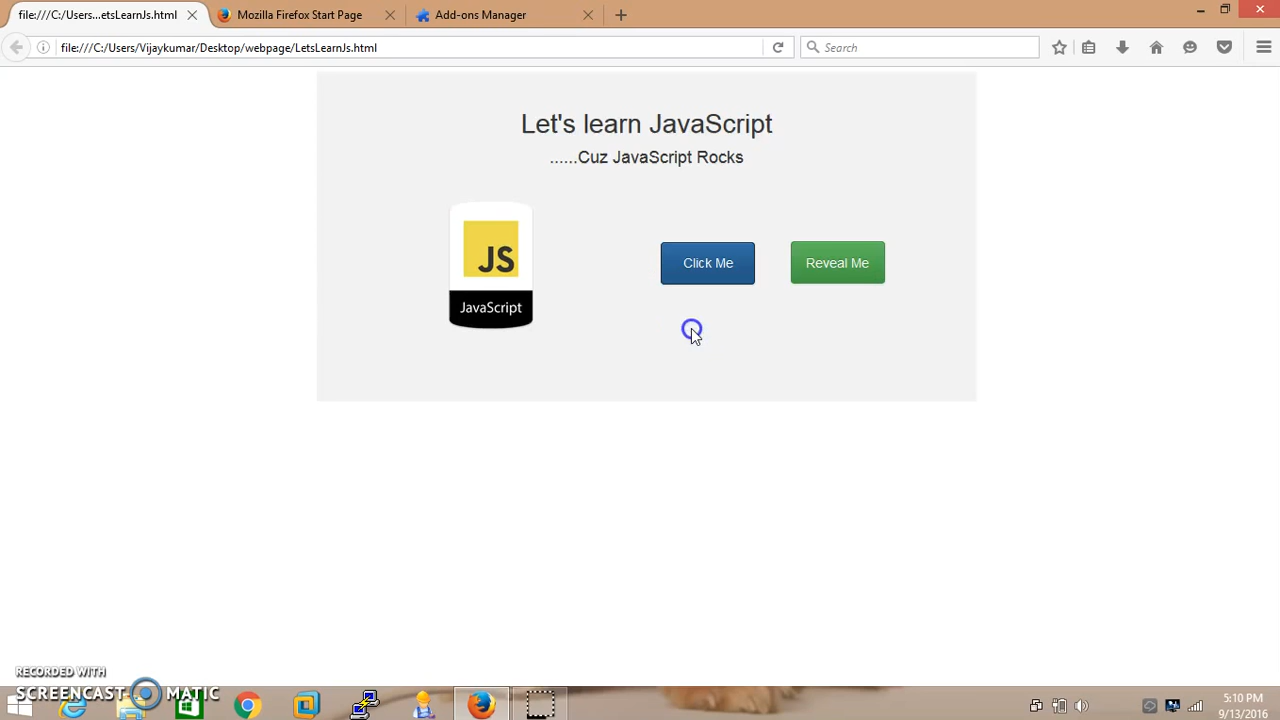 file:///C:/Users...etsLearnJs.html
Mozilla Firefox Start Page
Add-ons Manager
file:///C:/Users/Vijaykumar/Desktop/webpage/LetsLearnJs.html
Search
Let's learn JavaScript
......Cuz JavaScript Rocks
JS
JavaScript
Click Me
Reveal Me
RECORDED WITH
SCREENCAST MATIC
5:10 PM
9/13/2016